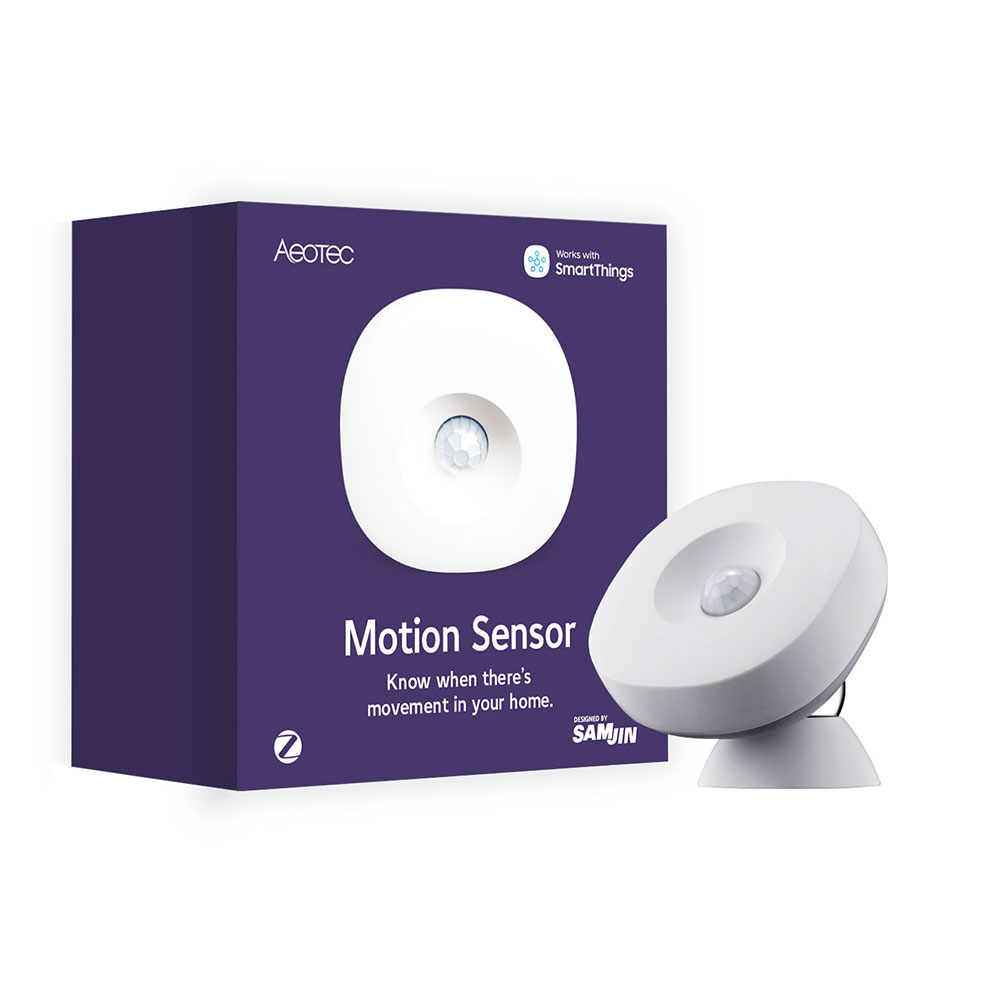 AEOTEC
Works with
SmartThings
Motion Sensor
Know when there's
movement in your home.
DESIGNED BY
SAMJIN